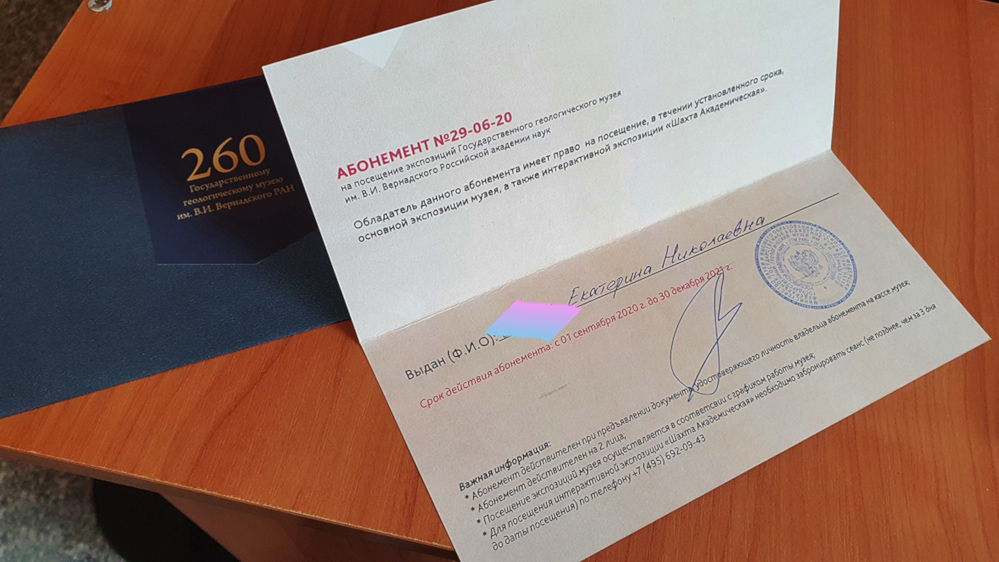 260
Государственному
геологическому музею
им. В.И. Вернадского РАН
АБОНЕМЕНТ №29-06-20
на посещение экспозиций Государственного геологического музея
им. В.И. Вернадского Российской академии наук
Обладатель данного абонемента имеет право на посещение, в течении установленного срока,
основной экспозиции музея, а также интерактивной экспозиции «Шахта Академическая».
Выдан (Ф.И.О): Екатерина Николаевна
Срок действия абонемента: с 01 сентября 2020 г. до 30 декабря 2021 г.
Важная информация:
* Абонемент действителен при предъявлении документа, удостоверяющего личность владельца абонемента на кассе музея;
* Абонемент действителен на 2 лица;
* Посещение экспозиций музея осуществляется в соответсвии с графиком работы музея;
* Для посещения интерактивной экспозиции «Шахта Академическая» необходимо забронировать сеанс (не позднее, чем за 3 дня
до даты посещения) по телефону +7 (495) 692-09-43